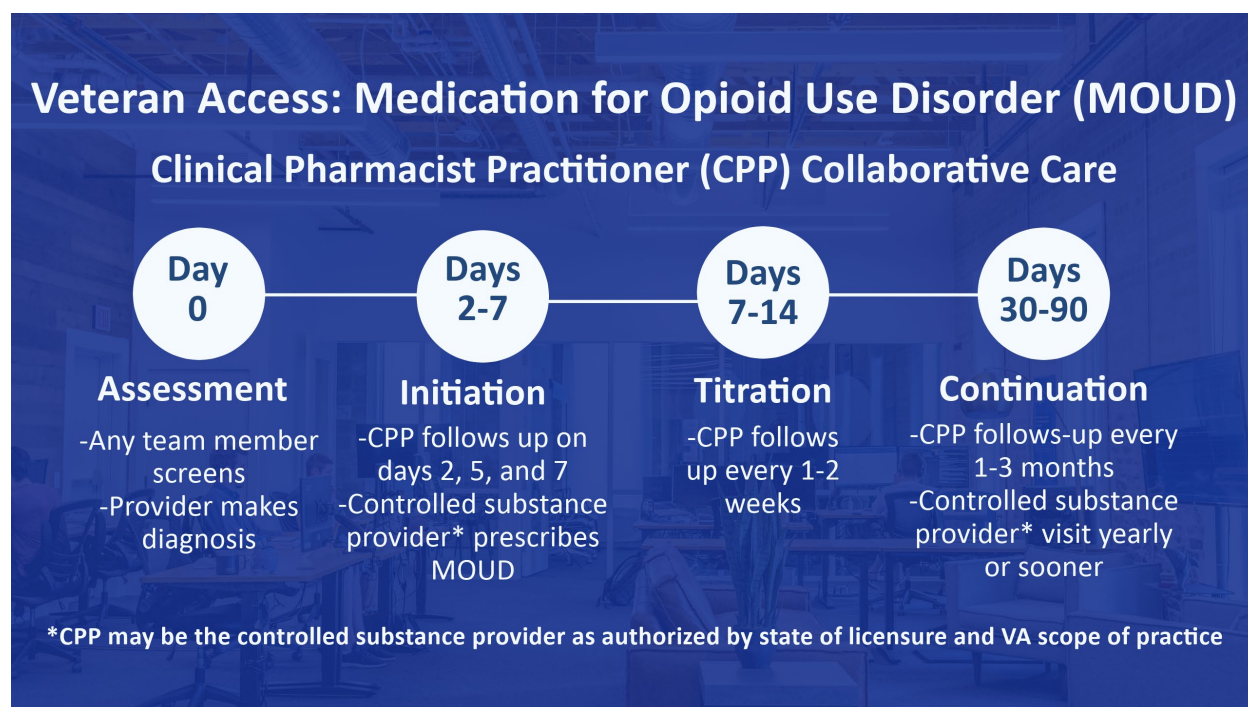 Veteran Access: Medication for Opioid Use Disorder (MOUD)
Clinical Pharmacist Practitioner (CPP) Collaborative Care
Day
0
Assessment
-Any team member
screens
-Provider makes
diagnosis
Days
2-7
Initiation
-CPP follows up on
days 2, 5, and 7
-Controlled substance
provider* prescribes
MOUD
Days
7-14
Titration
-CPP follows
up every 1-2
weeks
Days
30-90
Continuation
-CPP follows-up every
1-3 months
-Controlled substance
provider* visit yearly
or sooner
*CPP may be the controlled substance provider as authorized by state of licensure and VA scope of practice